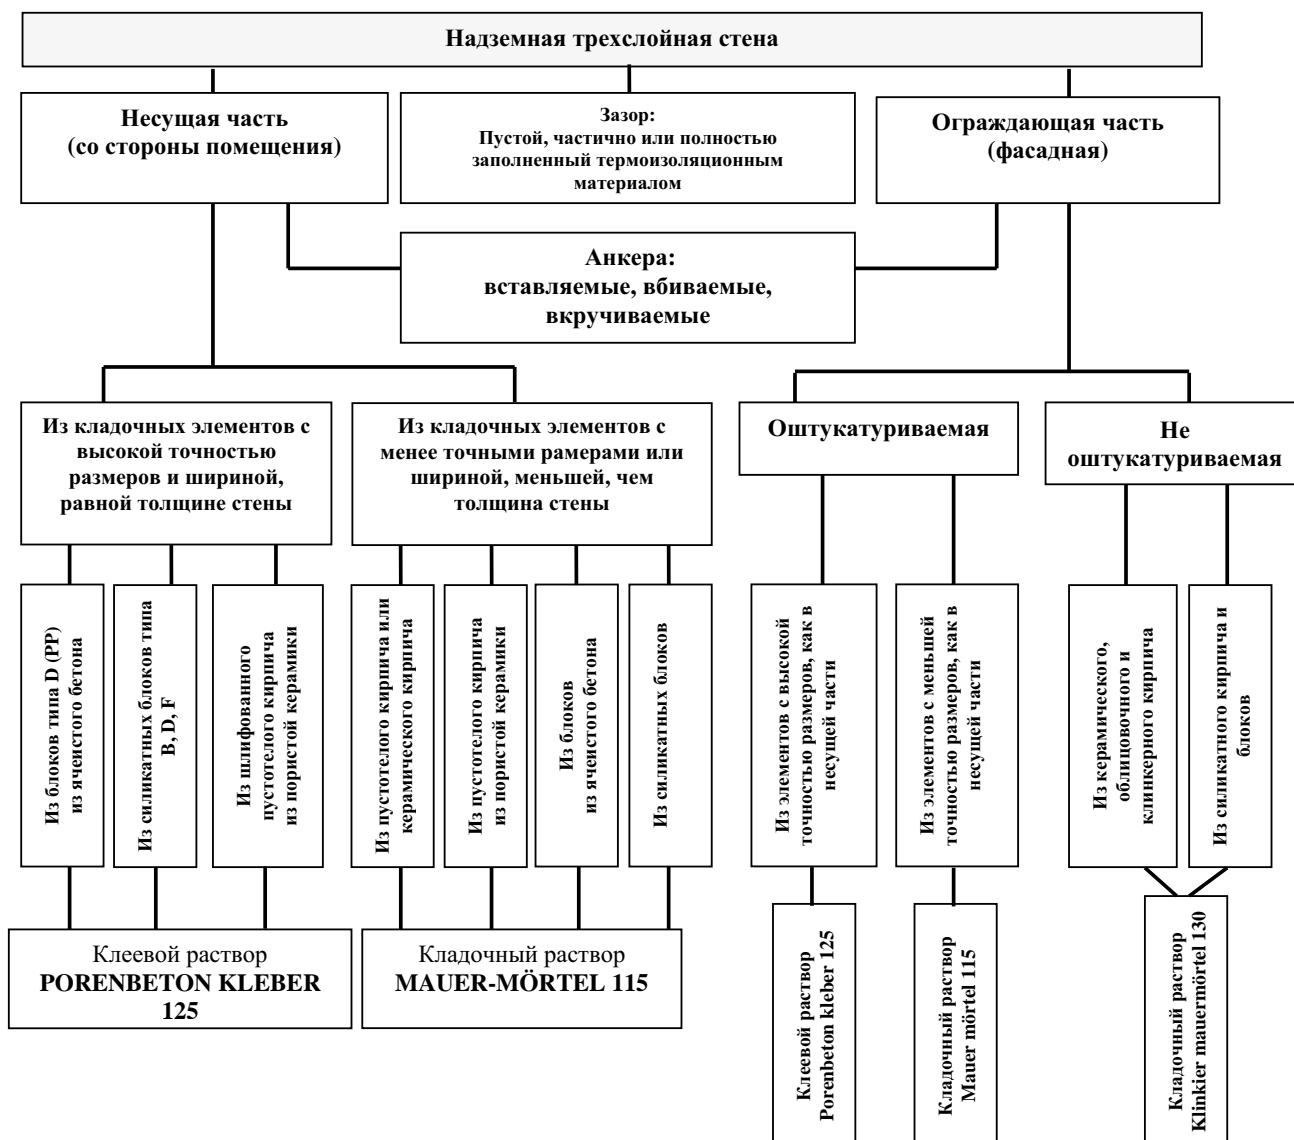 Надземная трехслойная стена
Несущая часть
(со стороны помещения)
Зазор:
Пустой, частично или полностью
заполненный термоизоляционным
материалом
Ограждающая часть
(фасадная)
Анкера:
вставляемые, вбиваемые,
вкручиваемые
Из кладочных элементов с
высокой точностью
размеров и шириной,
равной толщине стены
Из кладочных элементов с
менее точными рамерами или
шириной, меньшей, чем
толщина стены
Оштукатуриваемая
Не
оштукатуриваемая
Из блоков типа D (PP)
из ячеистого бетона
Из силикатных блоков типа
B, D, F
Из шлифованного
пустотелого кирпича
из пористой керамики
Из пустотелого кирпича или
керамического кирпича
Из пустотелого кирпича
из пористой керамики
Из блоков
из ячеистого бетона
Из силикатных блоков
Из элементов с высокой
точностью размеров, как в
несущей части
Из элементов с меньшей
точностью размеров, как в
несущей части
Из керамического,
облицовочного и
клинкерного кирпича
Из силикатного кирпича и
блоков
Клеевой раствор
PORENBETON KLEBER
125
Кладочный раствор
MAUER-MÖRTEL 115
Клеевой раствор
Porenbeton kleber 125
Кладочный раствор
Mauer mörtel 115
Кладочный раствор
Klinkier mauermörtel 130